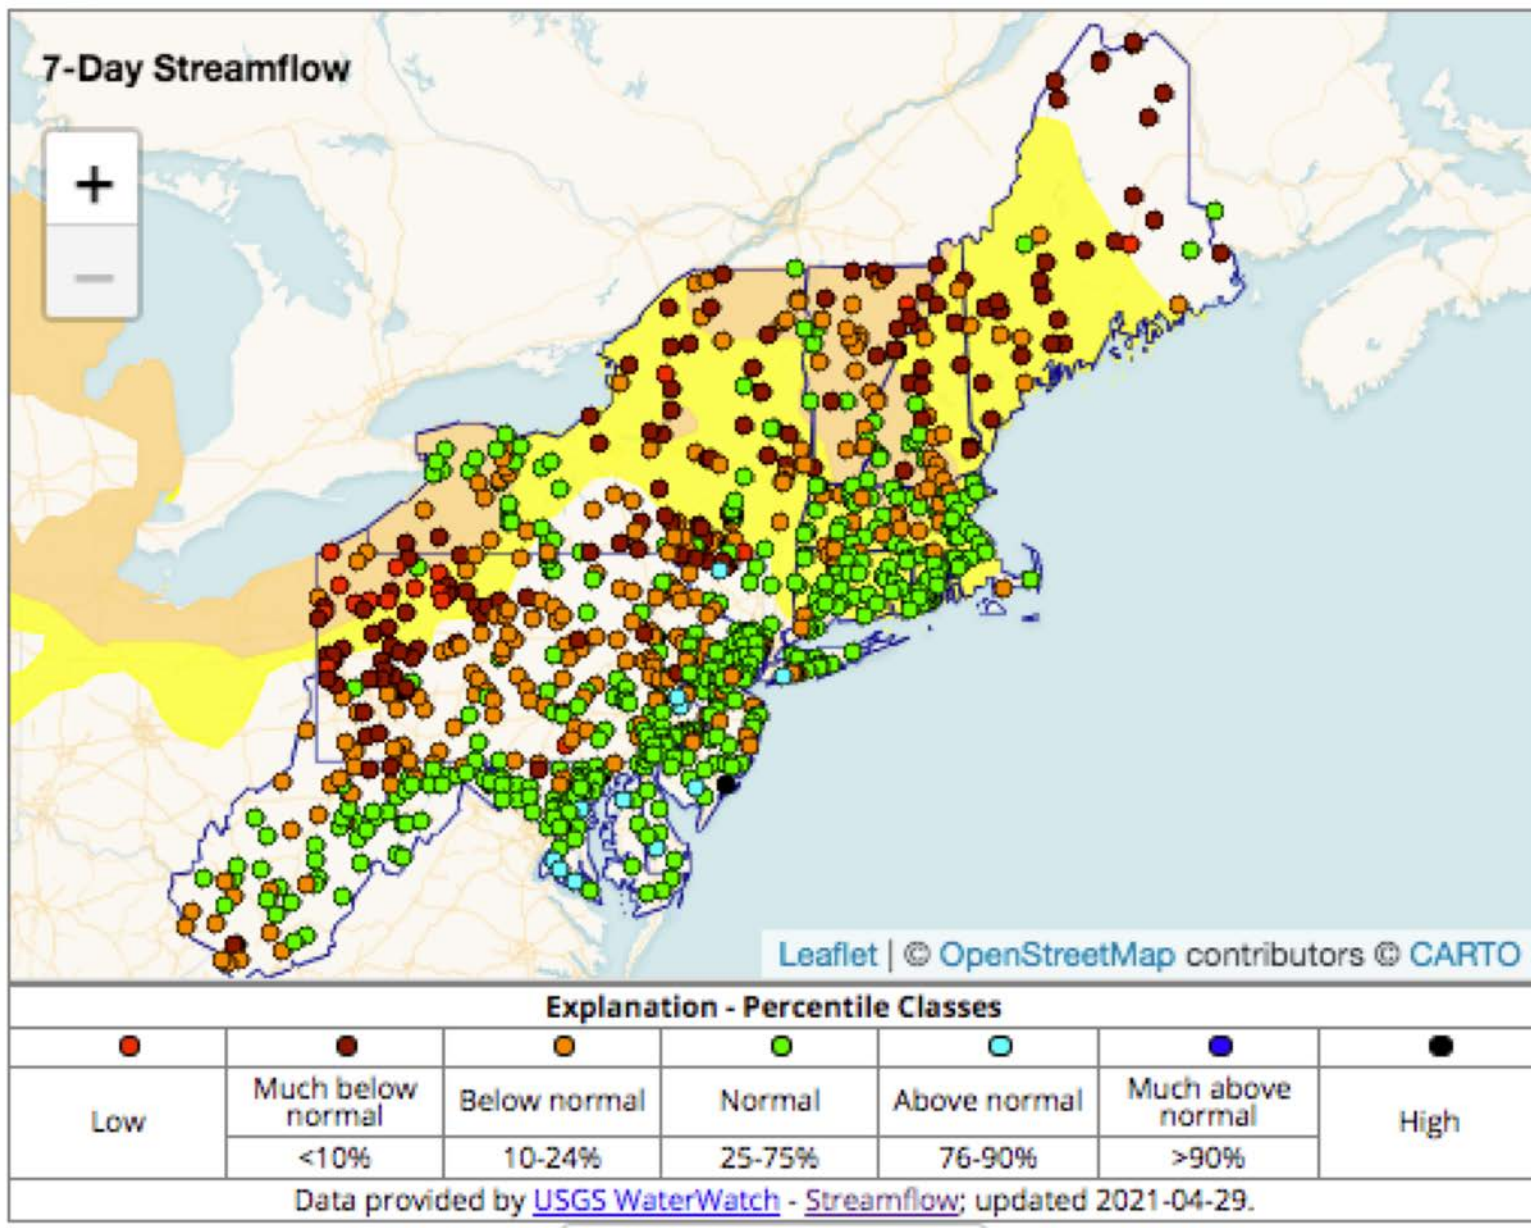 7-Day Streamflow
+
−
Leaflet | © OpenStreetMap contributors © CARTO
Explanation - Percentile Classes
Low
Much below normal
Below normal
Normal
Above normal
Much above normal
High
<10%
10-24%
25-75%
76-90%
>90%
Data provided by USGS WaterWatch - Streamflow; updated 2021-04-29.